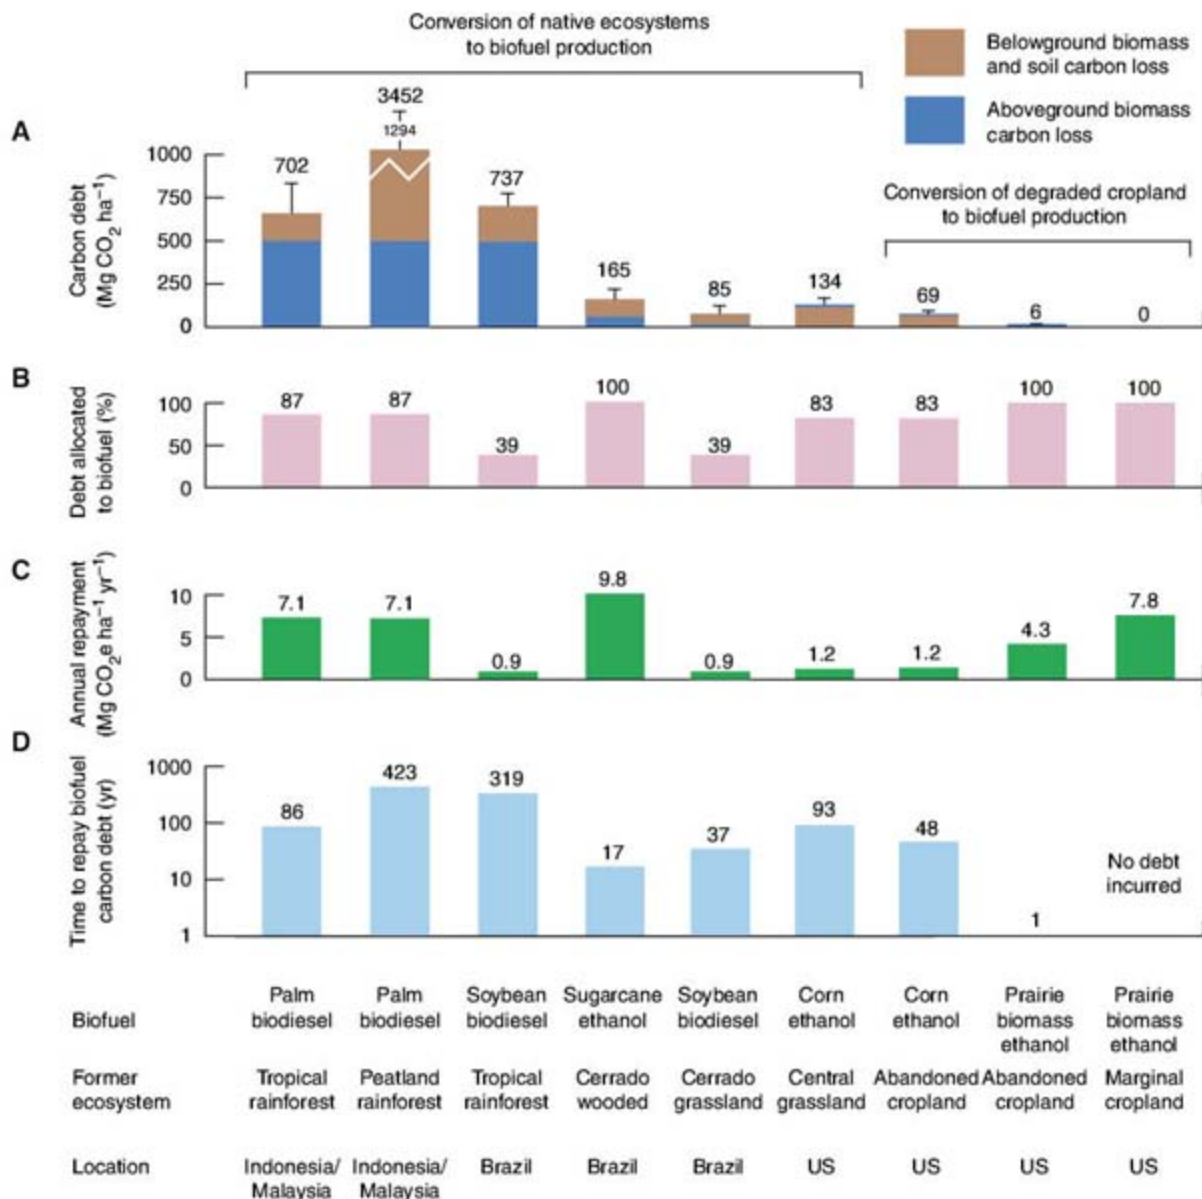 Conversion of native ecosystems
to biofuel production
Belowground biomass
and soil carbon loss
Aboveground biomass
carbon loss
Conversion of degraded cropland
to biofuel production
A
Carbon debt
(Mg CO₂ ha⁻¹)
1000
750
500
250
0
702
3452
1294
737
165
85
134
69
6
0
B
Debt allocated
to biofuel (%)
100
50
0
87
87
39
100
39
83
83
100
100
C
Annual repayment
(Mg CO₂e ha⁻¹ yr⁻¹)
10
5
0
7.1
7.1
0.9
9.8
0.9
1.2
1.2
4.3
7.8
D
Time to repay biofuel
carbon debt (yr)
1000
100
10
1
86
423
319
17
37
93
48
1
No debt
incurred
Biofuel
Palm
biodiesel
Palm
biodiesel
Soybean
biodiesel
Sugarcane
ethanol
Soybean
biodiesel
Corn
ethanol
Corn
ethanol
Prairie
biomass
ethanol
Prairie
biomass
ethanol
Former
ecosystem
Tropical
rainforest
Peatland
rainforest
Tropical
rainforest
Cerrado
wooded
Cerrado
grassland
Central
grassland
Abandoned
cropland
Abandoned
cropland
Marginal
cropland
Location
Indonesia/
Malaysia
Indonesia/
Malaysia
Brazil
Brazil
Brazil
US
US
US
US